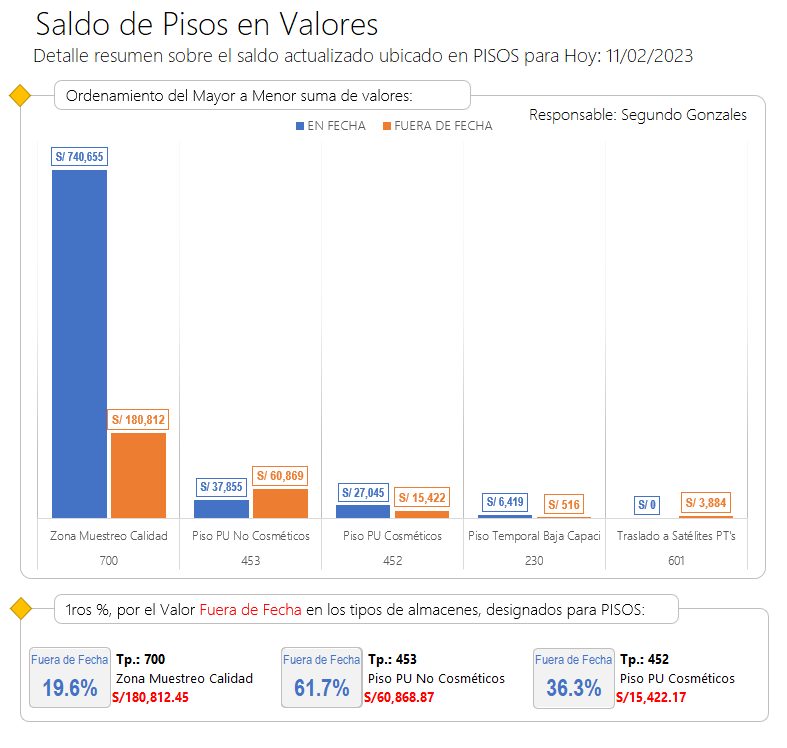 Saldo de Pisos en Valores
Detalle resumen sobre el saldo actualizado ubicado en PISOS para Hoy: 11/02/2023
Ordenamiento del Mayor a Menor suma de valores:
Responsable: Segundo Gonzales
EN FECHA FUERA DE FECHA
S/ 740,655
S/ 180,812
S/ 37,855
S/ 60,869
S/ 27,045
S/ 15,422
S/ 6,419
S/ 516
S/ 0
S/ 3,884
Zona Muestreo Calidad Piso PU No Cosméticos Piso PU Cosméticos Piso Temporal Baja Capaci Traslado a Satélites PT's
700 453 452 230 601
1ros %, por el Valor Fuera de Fecha en los tipos de almacenes, designados para PISOS:
Fuera de Fecha
19.6%
Tp.: 700
Zona Muestreo Calidad
S/180,812.45
Fuera de Fecha
61.7%
Tp.: 453
Piso PU No Cosméticos
S/60,868.87
Fuera de Fecha
36.3%
Tp.: 452
Piso PU Cosméticos
S/15,422.17